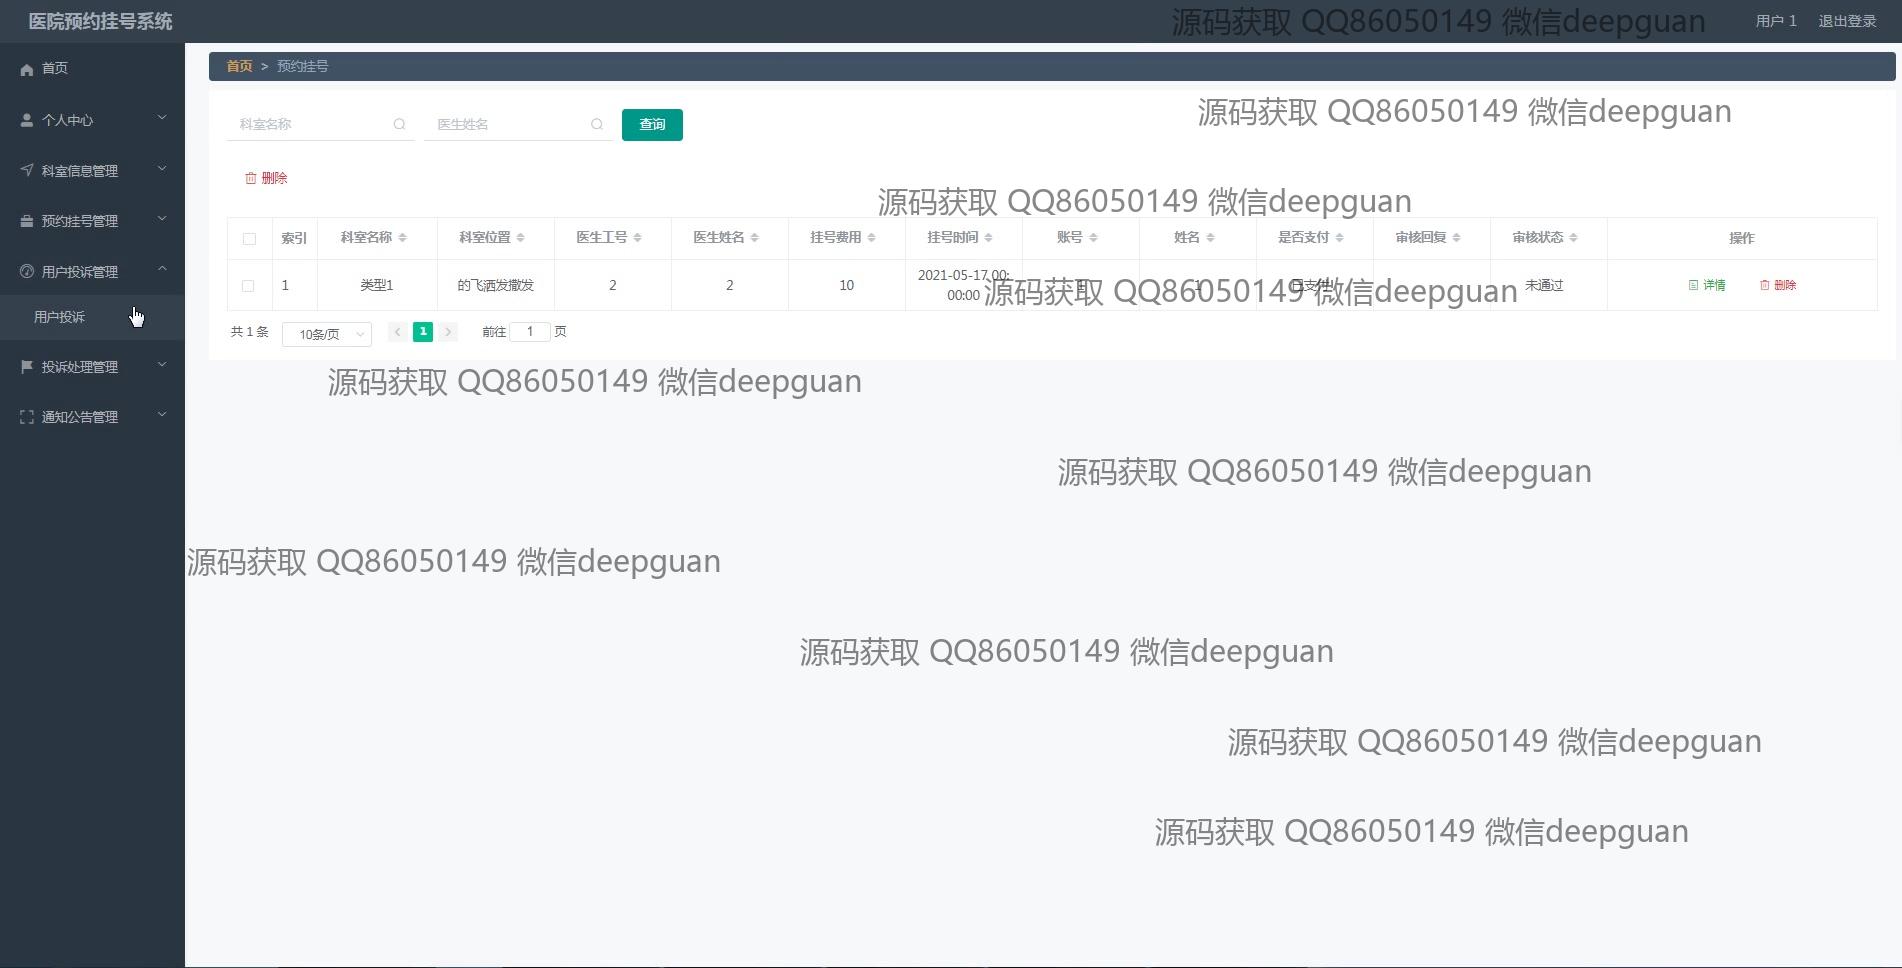 医院预约挂号系统
源码获取 QQ86050149 微信deepguan
用户 1 退出登录
首页
个人中心
科室信息管理
预约挂号管理
用户投诉管理
用户投诉
投诉处理管理
通知公告管理
首页 > 预约挂号
源码获取 QQ86050149 微信deepguan
科室名称 医生姓名 查询
删除
源码获取 QQ86050149 微信deepguan
索引 科室名称 科室位置 医生工号 医生姓名 挂号费用 挂号时间 账号 姓名 是否支付 审核回复 审核状态 操作
1 类型1 的飞洒发撒发 2 2 10 2021-05-17 00:00:00 1 1 已支付 未通过 详情 删除
源码获取 QQ86050149 微信deepguan
共 1 条 10条/页 < 1 > 前往 1 页
源码获取 QQ86050149 微信deepguan
源码获取 QQ86050149 微信deepguan
源码获取 QQ86050149 微信deepguan
源码获取 QQ86050149 微信deepguan
源码获取 QQ86050149 微信deepguan
源码获取 QQ86050149 微信deepguan